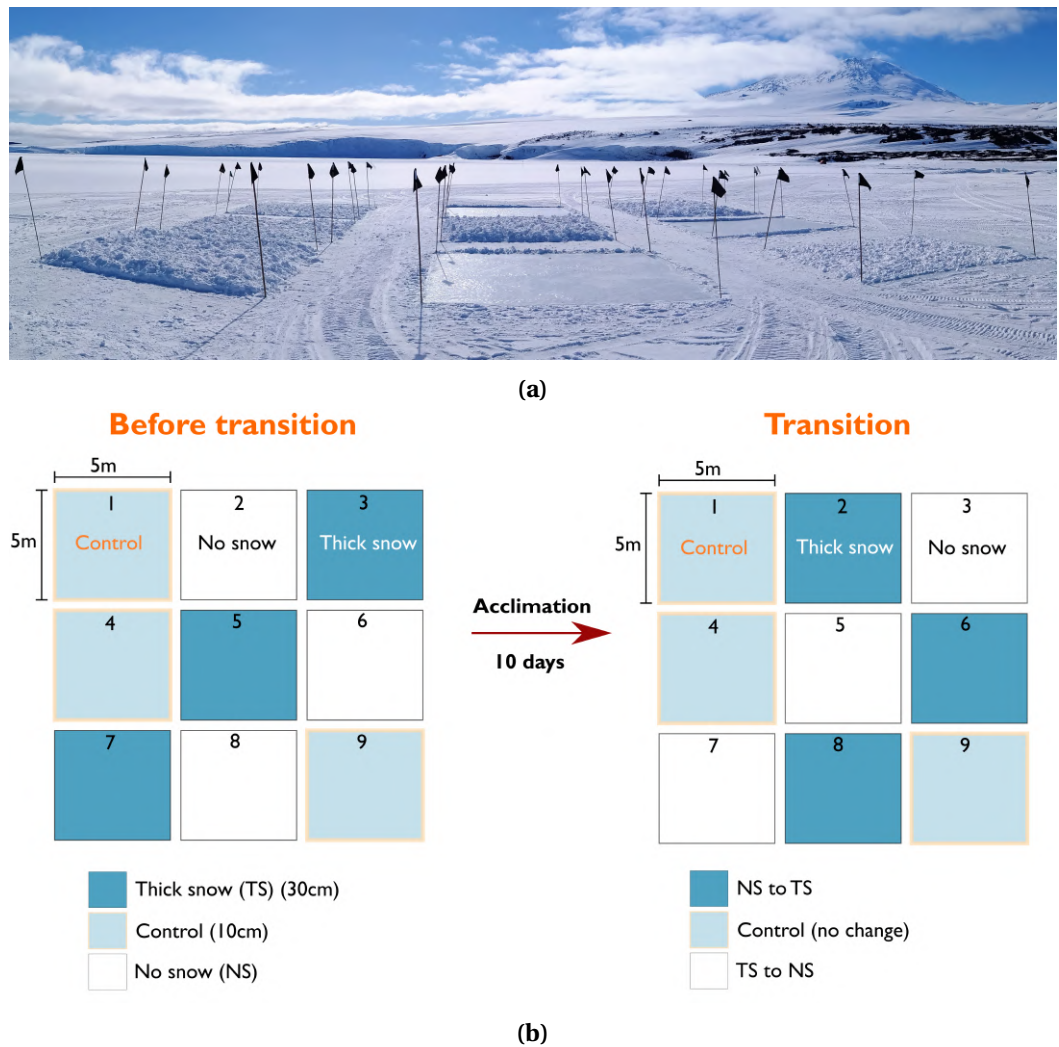 (a)
Before transition
Transition
5m
5m
1
2
3
Control
No snow
Thick snow
4
5
6
7
8
9
Acclimation
10 days
5m
5m
1
2
3
Control
Thick snow
No snow
4
5
6
7
8
9
Thick snow (TS) (30cm)
Control (10cm)
No snow (NS)
NS to TS
Control (no change)
TS to NS
(b)